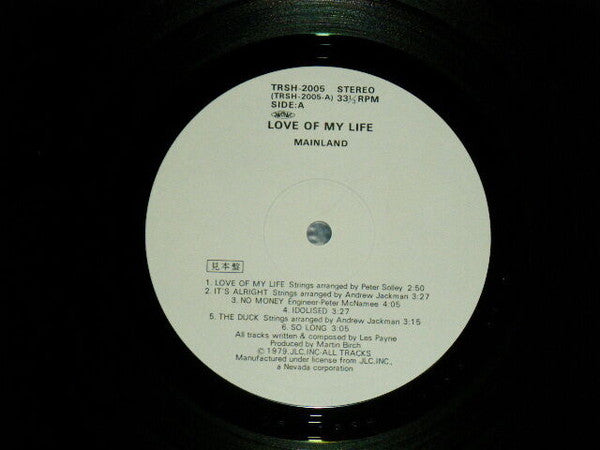 TRSH-2005 STEREO
(TRSH-2005-A) 33⅓RPM
SIDE:A
LOVE OF MY LIFE
MAINLAND
見本盤
1. LOVE OF MY LIFE Strings arranged by Peter Solley 2:50
2. IT'S ALRIGHT Strings arranged by Andrew Jackman 3:27
3. NO MONEY Engineer-Peter McNamee 4:05
4. IDOLISED 3:27
5. THE DUCK Strings arranged by Andrew Jackman 3:15
6. SO LONG 3:05
All tracks written & composed by Les Payne
Produced by Martin Birch
© 1979.JLC.INC-ALL TRACKS
Manufactured under license from JLC.INC.,
a Nevada corporation